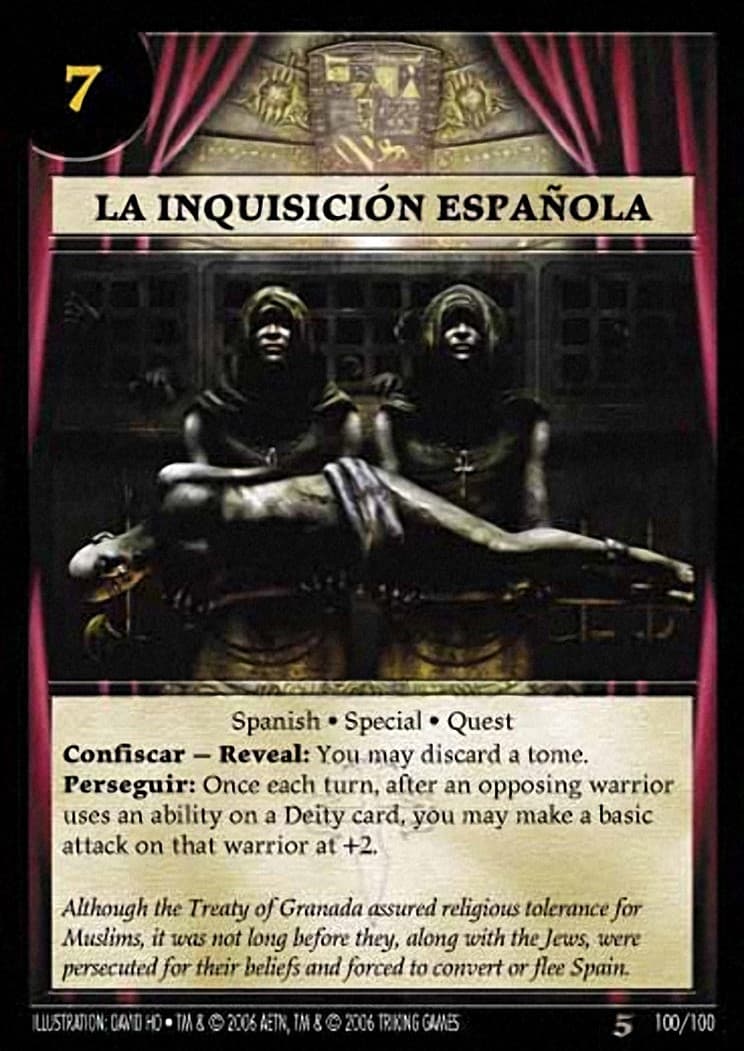 7
LA INQUISICIÓN ESPAÑOLA
Spanish • Special • Quest
Confiscar – Reveal: You may discard a tome.
Perseguir: Once each turn, after an opposing warrior
uses an ability on a Deity card, you may make a basic
attack on that warrior at +2.
Although the Treaty of Granada assured religious tolerance for
Muslims, it was not long before they, along with the Jews, were
persecuted for their beliefs and forced to convert or flee Spain.
ILLUSTRATION: DAVID HO • TM & © 2006 AETN, TM & © 2006 TRIKING GAMES 5 100/100